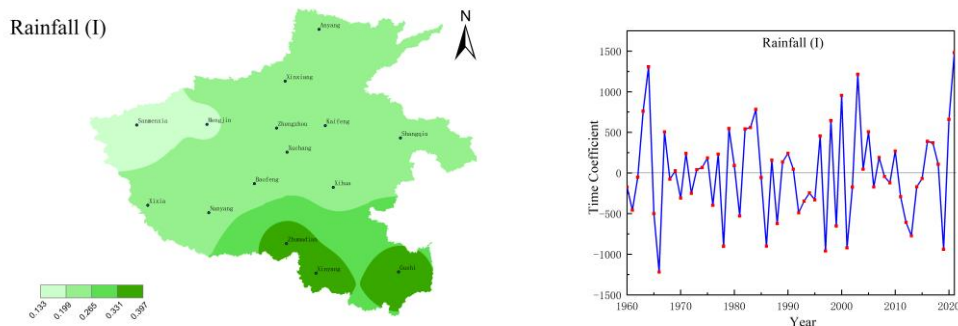 Rainfall (I)
N
Anyang
Xinxiang
Sanmenxia
Mengjin
Zhengzhou
Kaifeng
Shangqiu
Xuchang
Baofeng
Xihua
Xixia
Nanyang
Zhumadian
Xinyang
Gushi
0.133
0.199
0.265
0.331
0.397
Rainfall (I)
Time Coefficient
1500
1000
500
0
−500
−1000
−1500
1960 1970 1980 1990 2000 2010 2020
Year